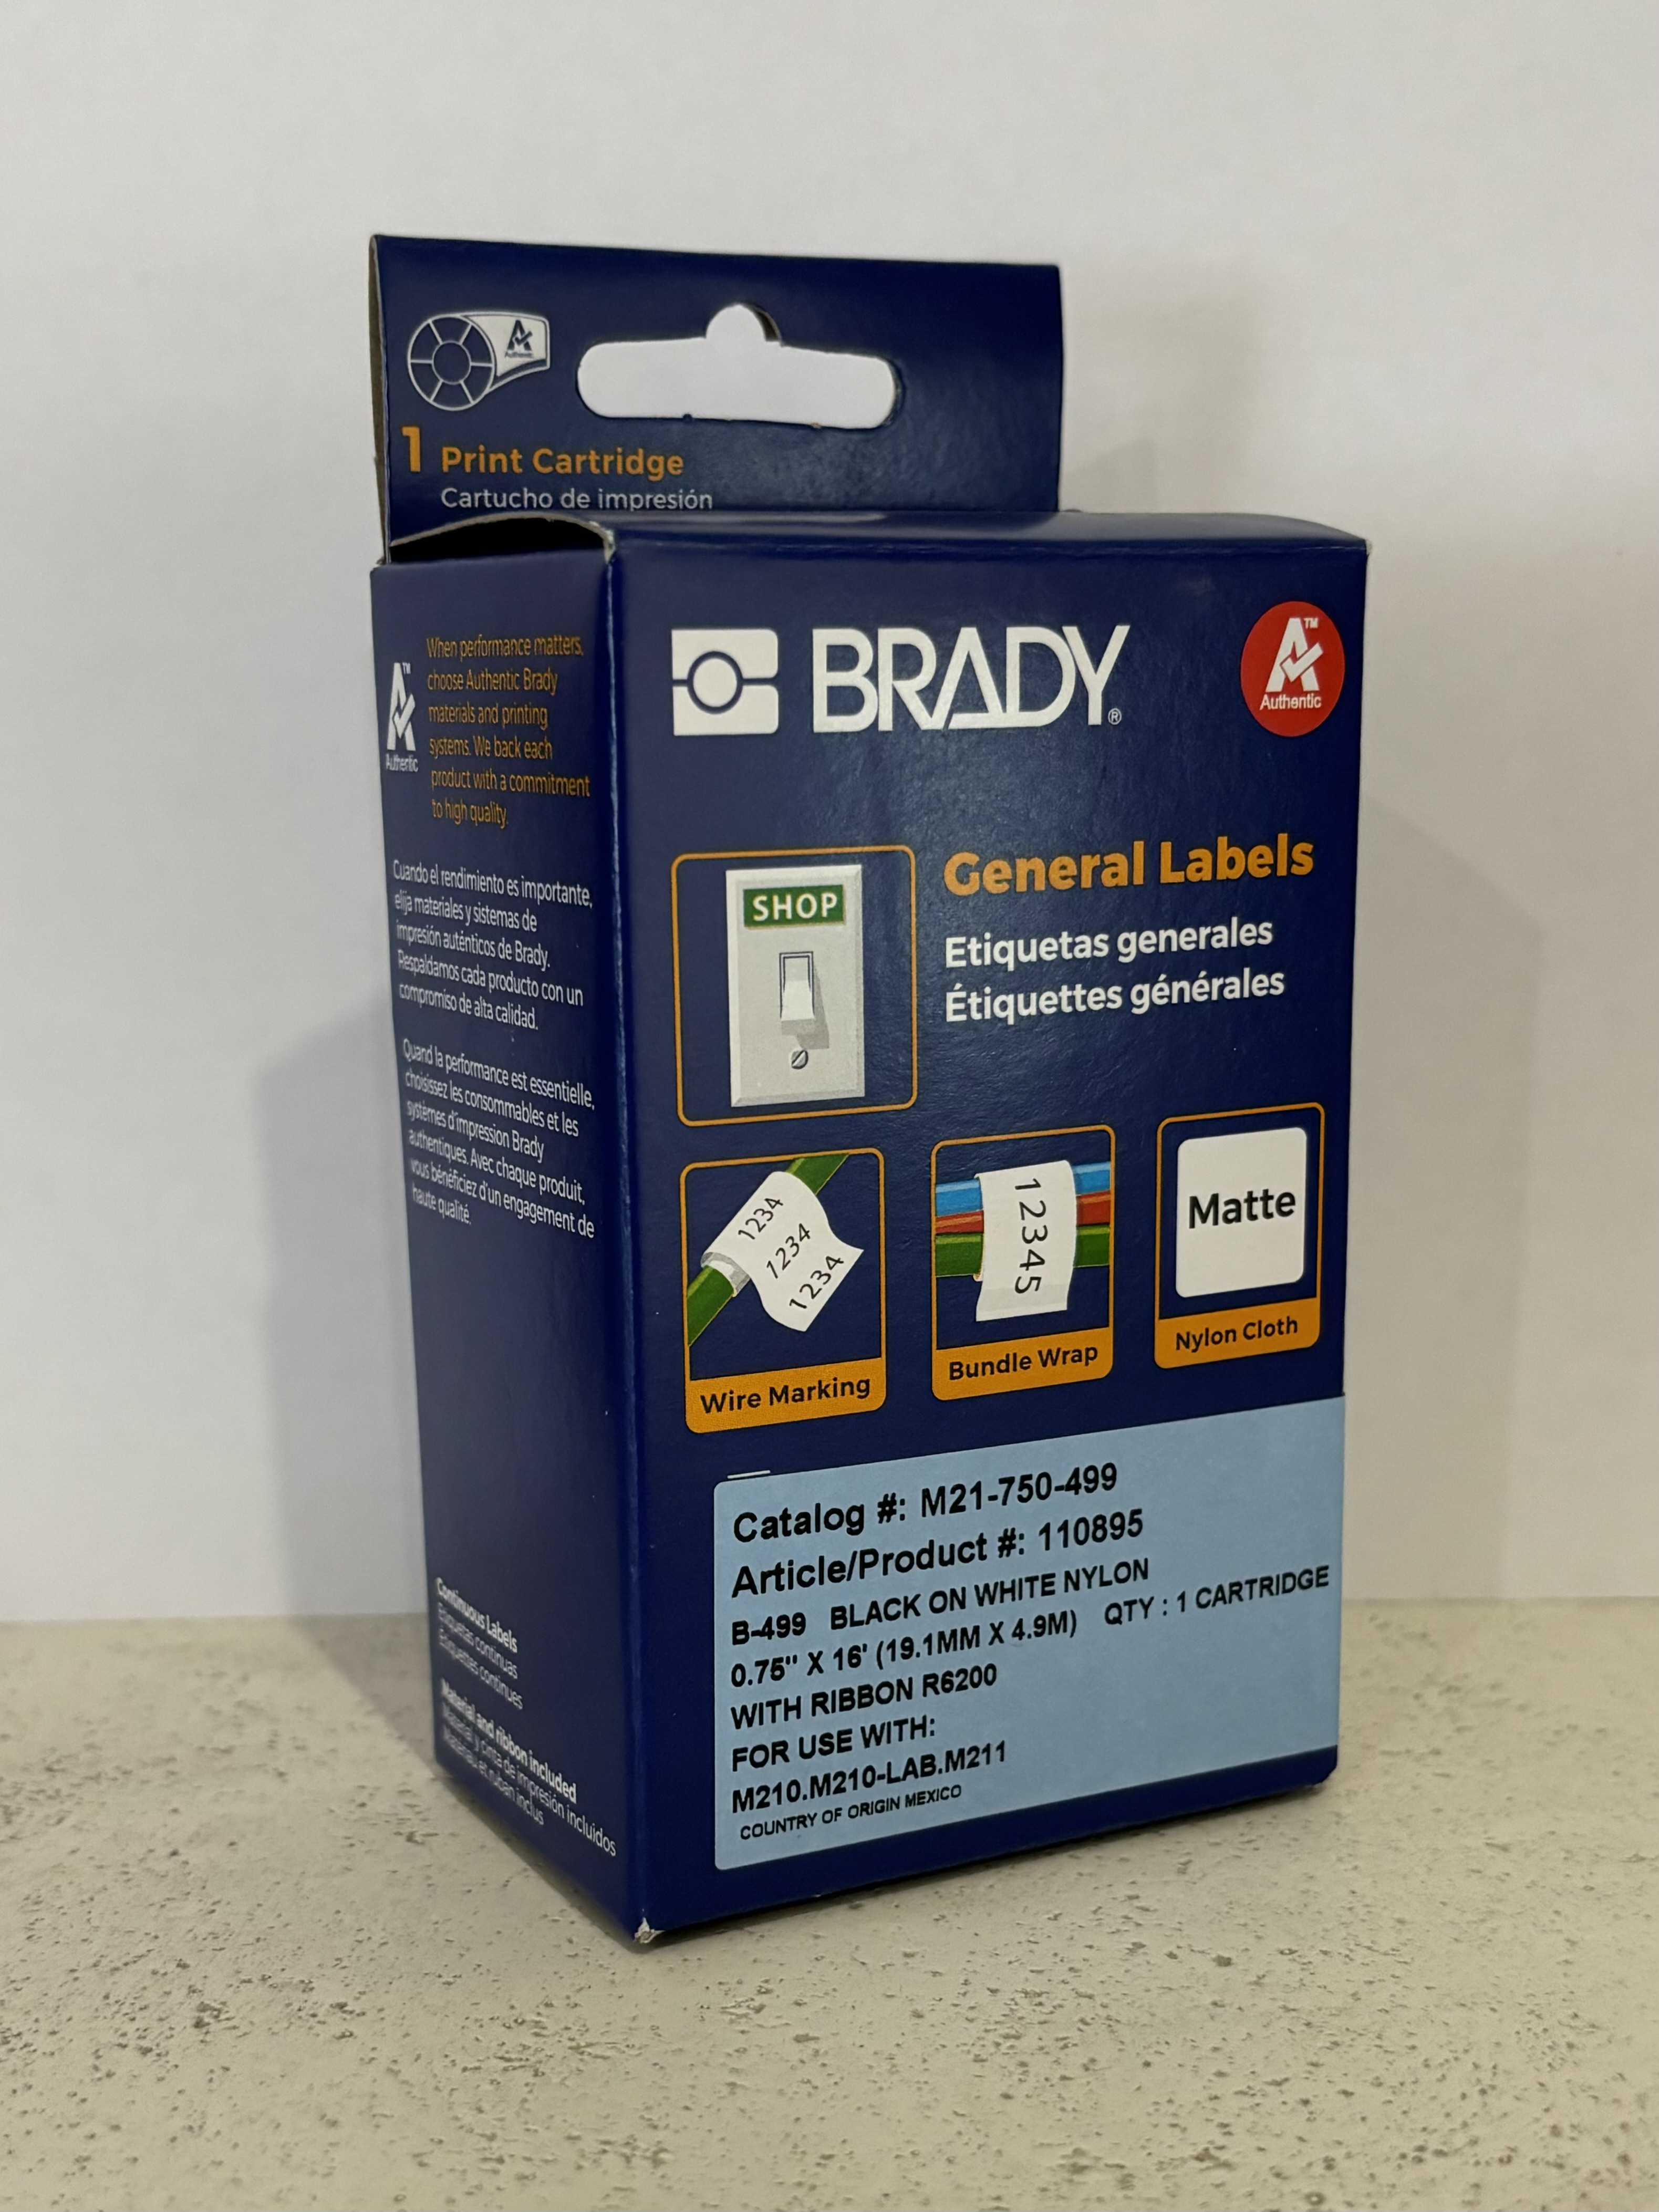 Authentic
1 Print Cartridge
Cartucho de impresión
When performance matters,
choose Authentic Brady
materials and printing
systems. We back each
product with a commitment
to high quality.
A™
Authentic
Cuando el rendimiento es importante,
elija materiales y sistemas de
impresión auténticos de Brady.
Respaldamos cada producto con un
compromiso de alta calidad.
Quand la performance est essentielle,
choisissez les consommables et les
systèmes d'impression Brady
authentiques. Avec chaque produit,
vous bénéficiez d'un engagement de
haute qualité.
Continuous Labels
Etiquetas continuas
Étiquettes continues
Material and ribbon included
Material y cinta de impresión incluidos
Matériau et ruban inclus
BRADY®
A™
Authentic
SHOP
General Labels
Etiquetas generales
Étiquettes générales
1234
1234
1234
Wire Marking
12345
Bundle Wrap
Matte
Nylon Cloth
Catalog #: M21-750-499
Article/Product #: 110895
B-499 BLACK ON WHITE NYLON
0.75" X 16' (19.1MM X 4.9M) QTY : 1 CARTRIDGE
WITH RIBBON R6200
FOR USE WITH:
M210.M210-LAB.M211
COUNTRY OF ORIGIN MEXICO